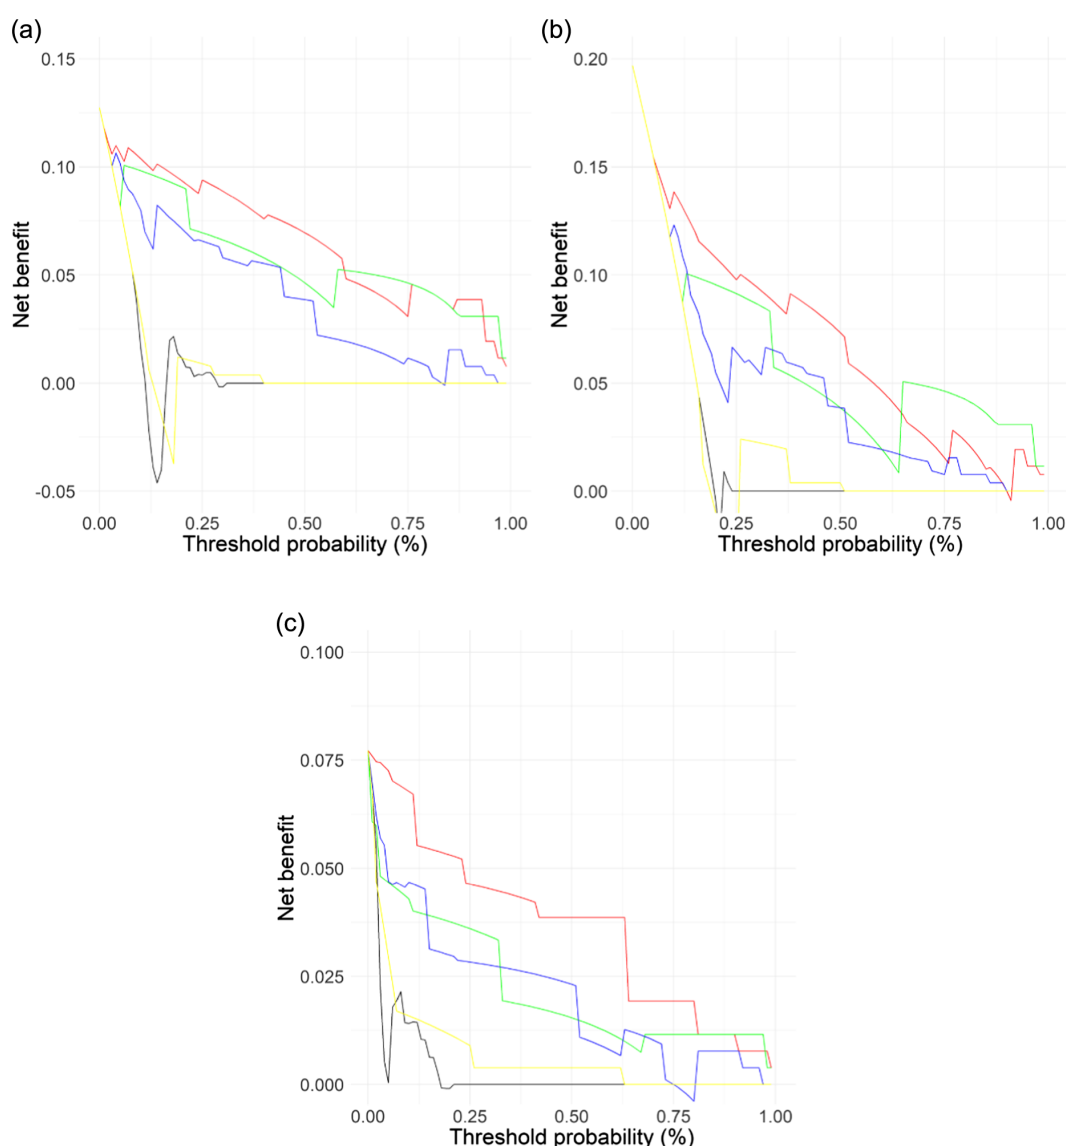 (a)
0.15
0.10
0.05
0.00
-0.05
Net benefit
0.00 0.25 0.50 0.75 1.00
Threshold probability (%)
(b)
0.20
0.15
0.10
0.05
0.00
Net benefit
0.00 0.25 0.50 0.75 1.00
Threshold probability (%)
(c)
0.100
0.075
0.050
0.025
0.000
Net benefit
0.00 0.25 0.50 0.75 1.00
Threshold probability (%)